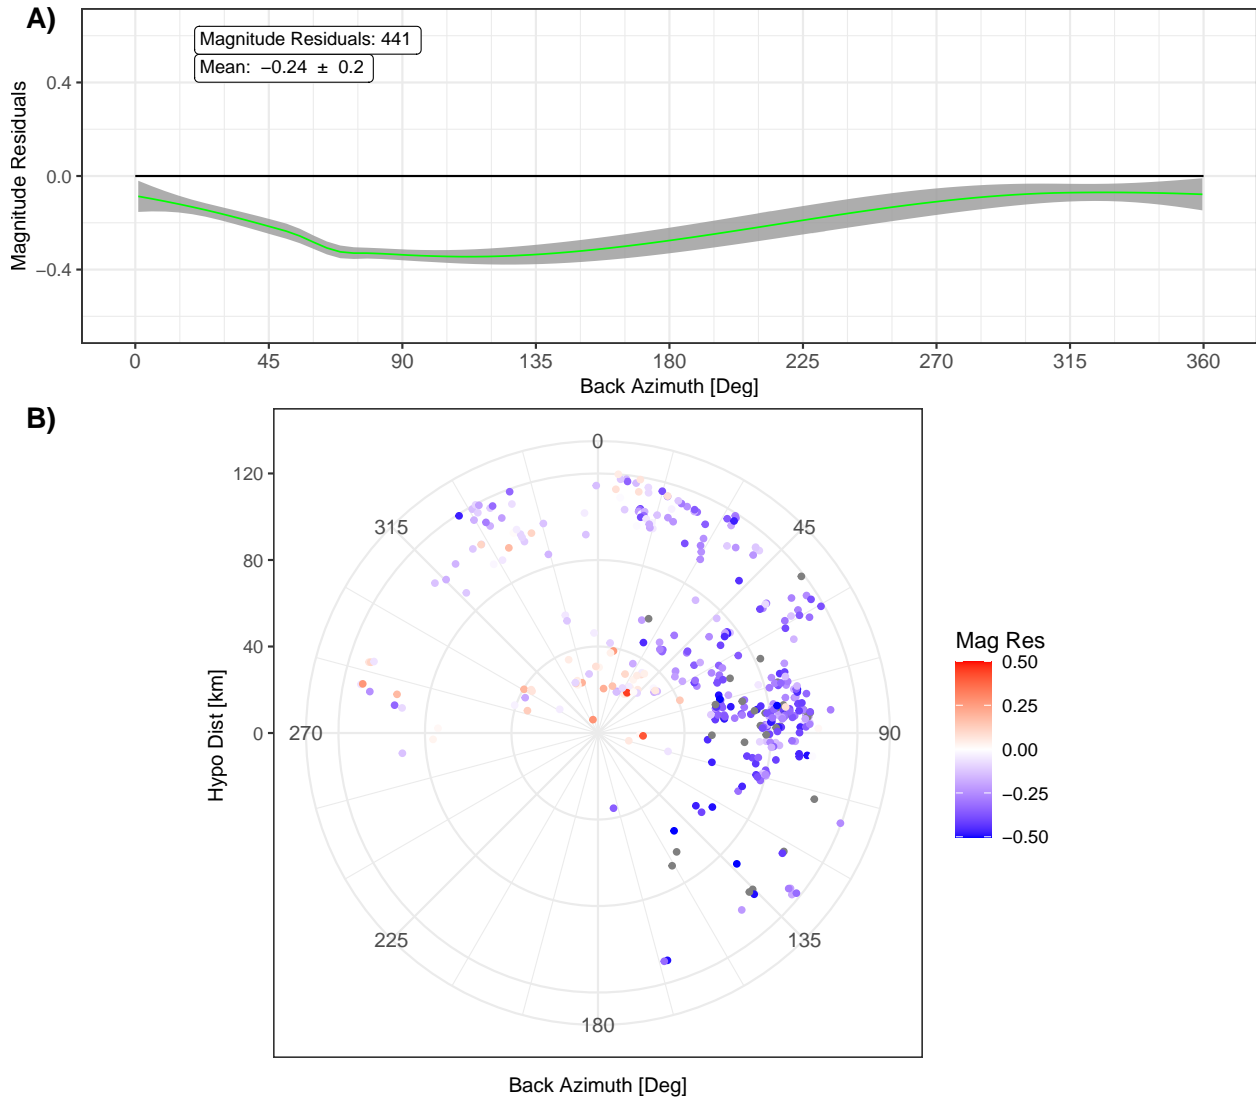 A)
Magnitude Residuals: 441
Mean: −0.24 ± 0.2
Magnitude Residuals
0.4
0.0
−0.4
0 45 90 135 180 225 270 315 360
Back Azimuth [Deg]
B)
Hypo Dist [km]
120
80
40
0
0
45
90
135
180
225
270
315
Back Azimuth [Deg]
Mag Res
0.50
0.25
0.00
−0.25
−0.50